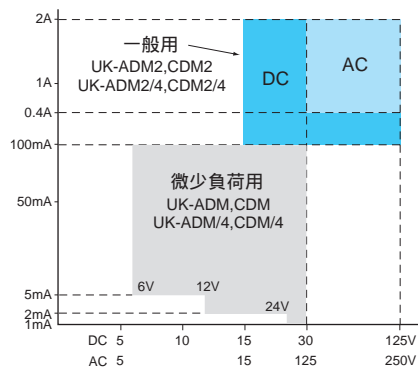 2A
一般用
UK-ADM2,CDM2
UK-ADM2/4,CDM2/4
DC
AC
1A
0.4A
100mA
微少負荷用
UK-ADM,CDM
UK-ADM/4,CDM/4
50mA
6V 12V 24V
5mA
2mA
1mA
DC 5 10 15 30 125V
AC 5 15 125 250V